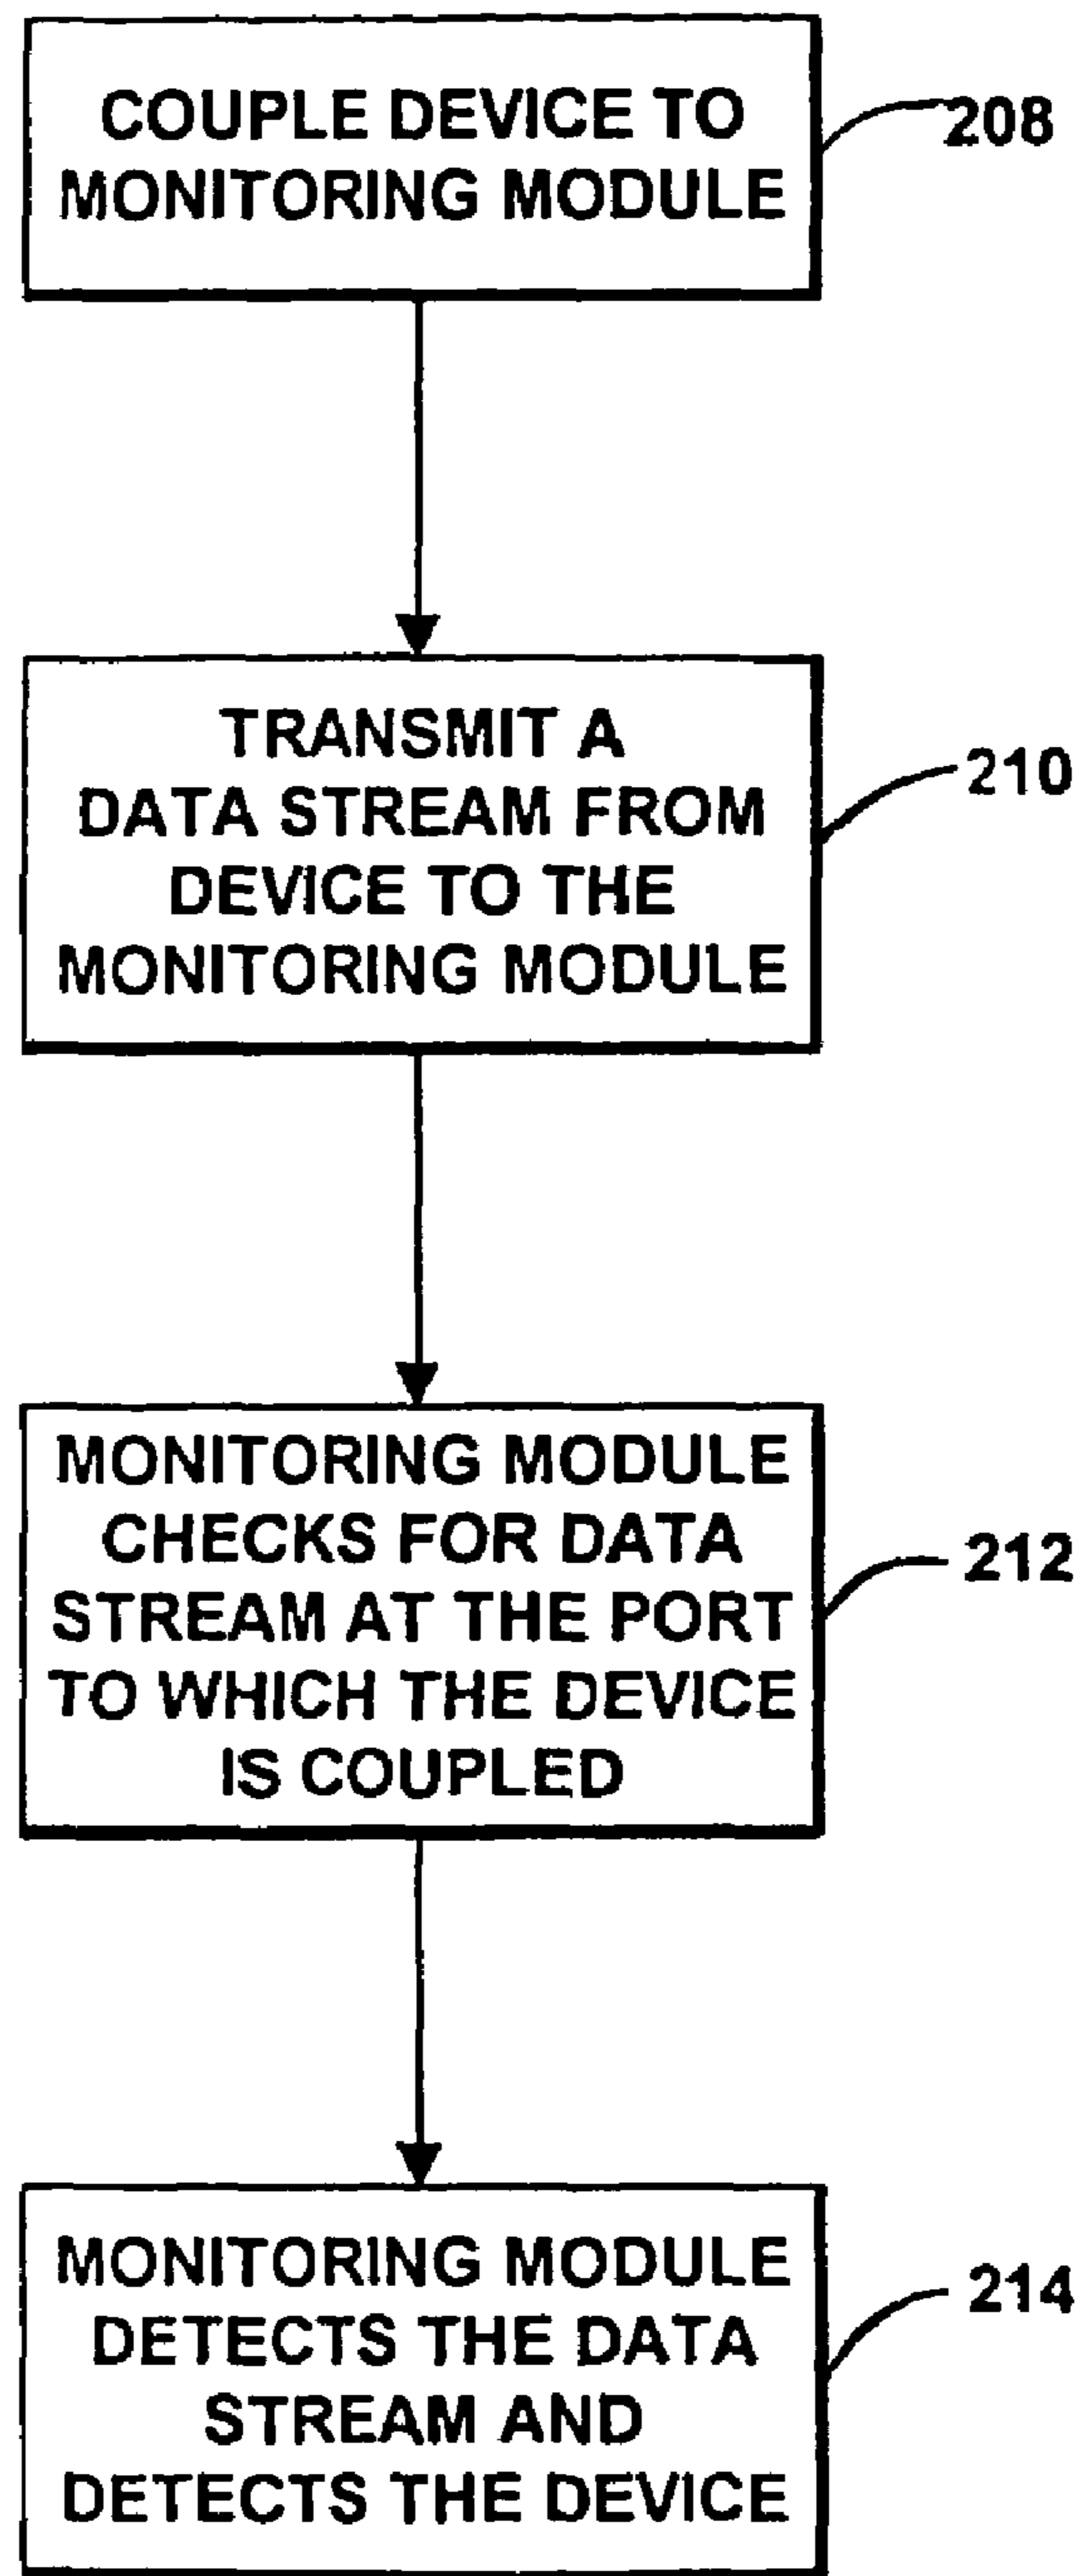 COUPLE DEVICE TO
MONITORING MODULE
208
TRANSMIT A
DATA STREAM FROM
DEVICE TO THE
MONITORING MODULE
210
MONITORING MODULE
CHECKS FOR DATA
STREAM AT THE PORT
TO WHICH THE DEVICE
IS COUPLED
212
MONITORING MODULE
DETECTS THE DATA
STREAM AND
DETECTS THE DEVICE
214